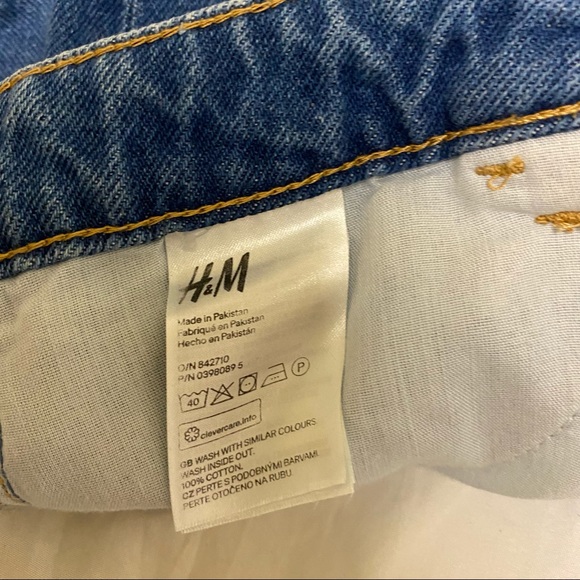 H&M
Made in Pakistan
Fabriqué en Pakistan
Hecho en Pakistán
O/N 842710
P/N 0398089 5
40
P
clevercare.info
GB WASH WITH SIMILAR COLOURS.
WASH INSIDE OUT.
100% COTTON.
CZ PERTE S PODOBNÝMI BARVAMI.
PERTE OTOČENO NA RUBU